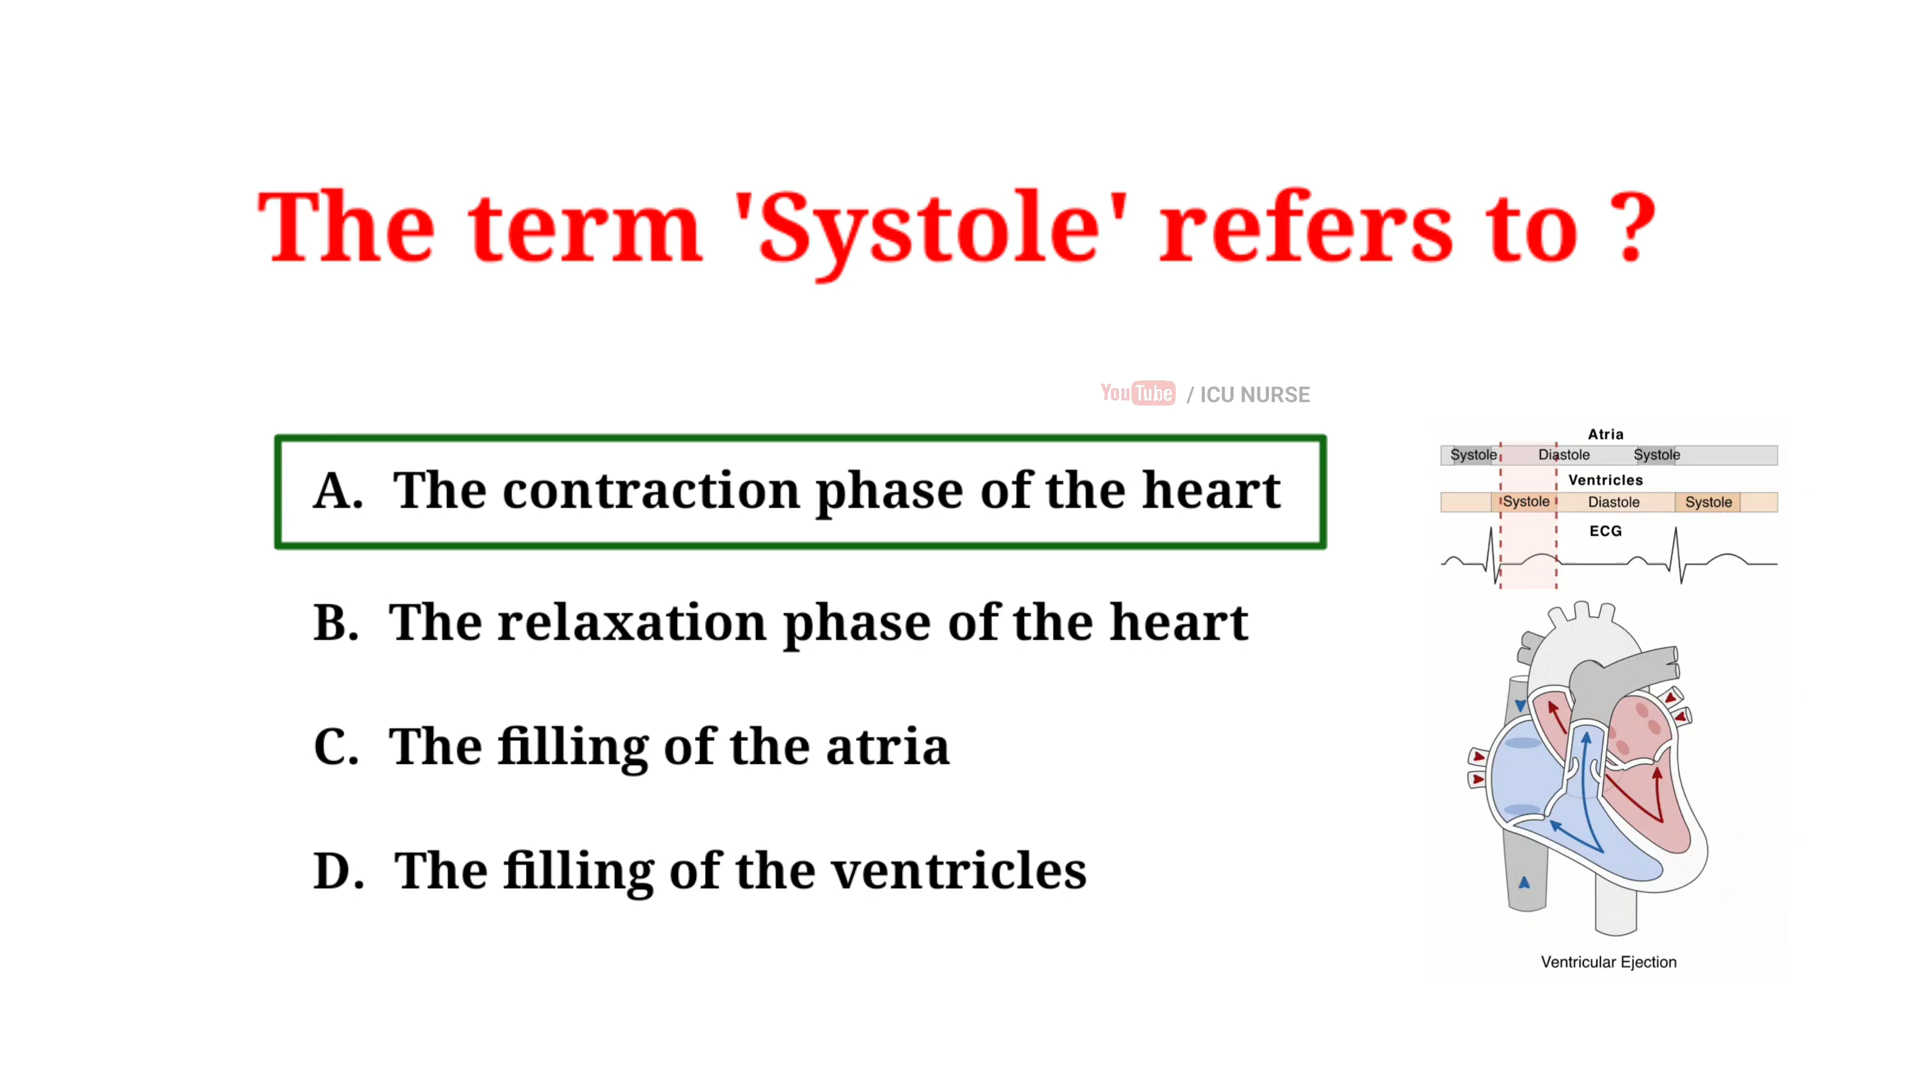 The term 'Systole' refers to ?
YouTube / ICU NURSE
A. The contraction phase of the heart
B. The relaxation phase of the heart
C. The filling of the atria
D. The filling of the ventricles
Atria
Systole Diastole Systole
Ventricles
Systole Diastole Systole
ECG
Ventricular Ejection